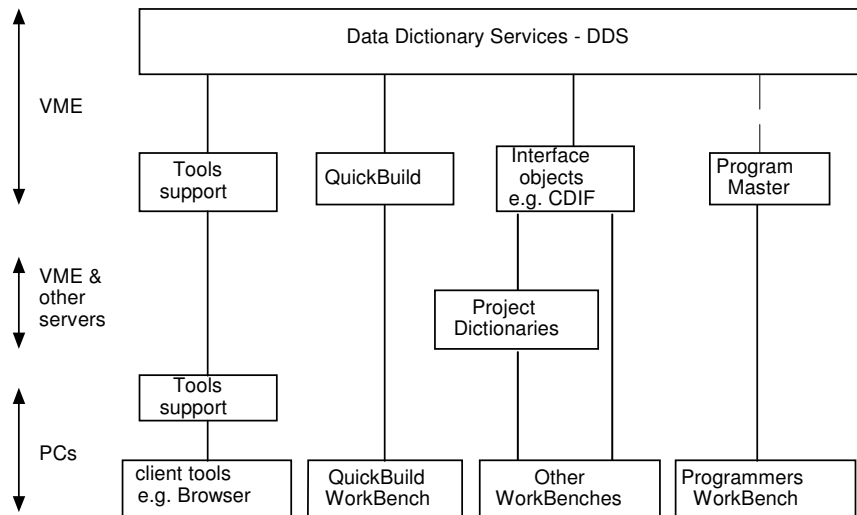 Data Dictionary Services - DDS
VME
Tools
support
QuickBuild
Interface
objects
e.g. CDIF
Program
Master
VME &
other
servers
Project
Dictionaries
Tools
support
PCs
client tools
e.g. Browser
QuickBuild
WorkBench
Other
WorkBenches
Programmers
WorkBench